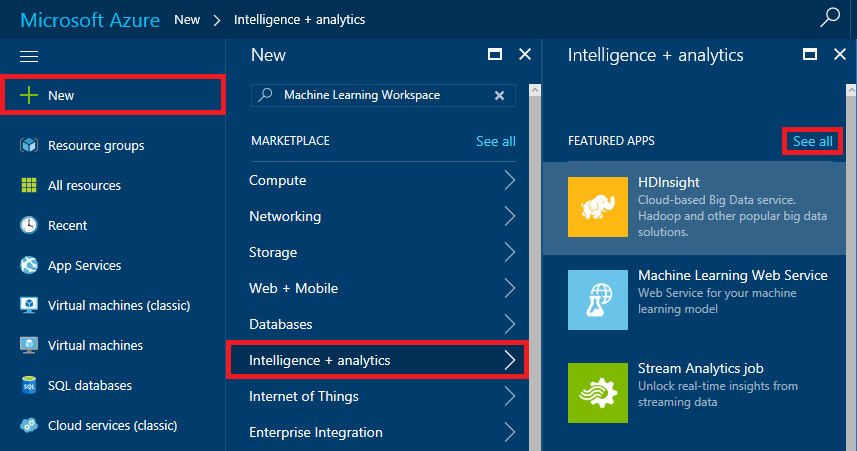 Microsoft Azure New Intelligence + analytics
New
Resource groups
All resources
Recent
App Services
Virtual machines (classic)
Virtual machines
SQL databases
Cloud services (classic)
New
Machine Learning Workspace
MARKETPLACE See all
Compute
Networking
Storage
Web + Mobile
Databases
Intelligence + analytics
Internet of Things
Enterprise Integration
Intelligence + analytics
FEATURED APPS See all
HDInsight
Cloud-based Big Data service.
Hadoop and other popular big data
solutions.
Machine Learning Web Service
Web Service for your machine
learning model
Stream Analytics job
Unlock real-time insights from
streaming data